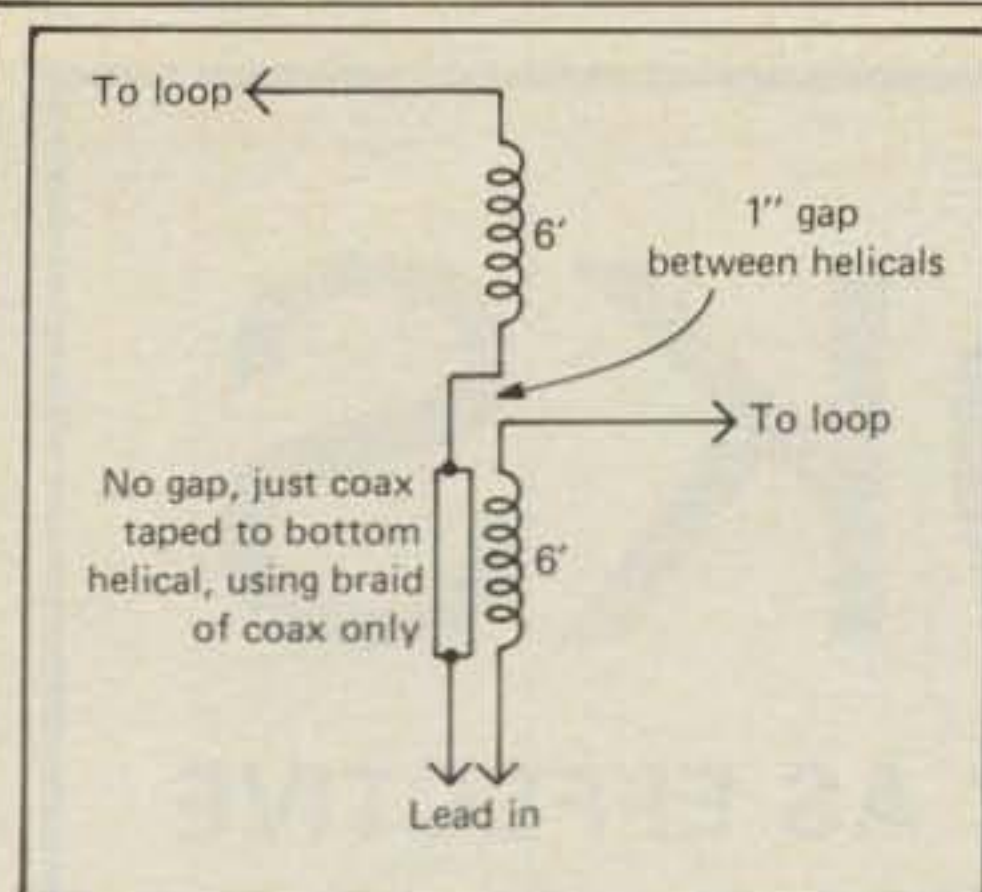 To loop
6'
1" gap
between helicals
To loop
No gap, just coax
taped to bottom
helical, using braid
of coax only
6'
Lead in